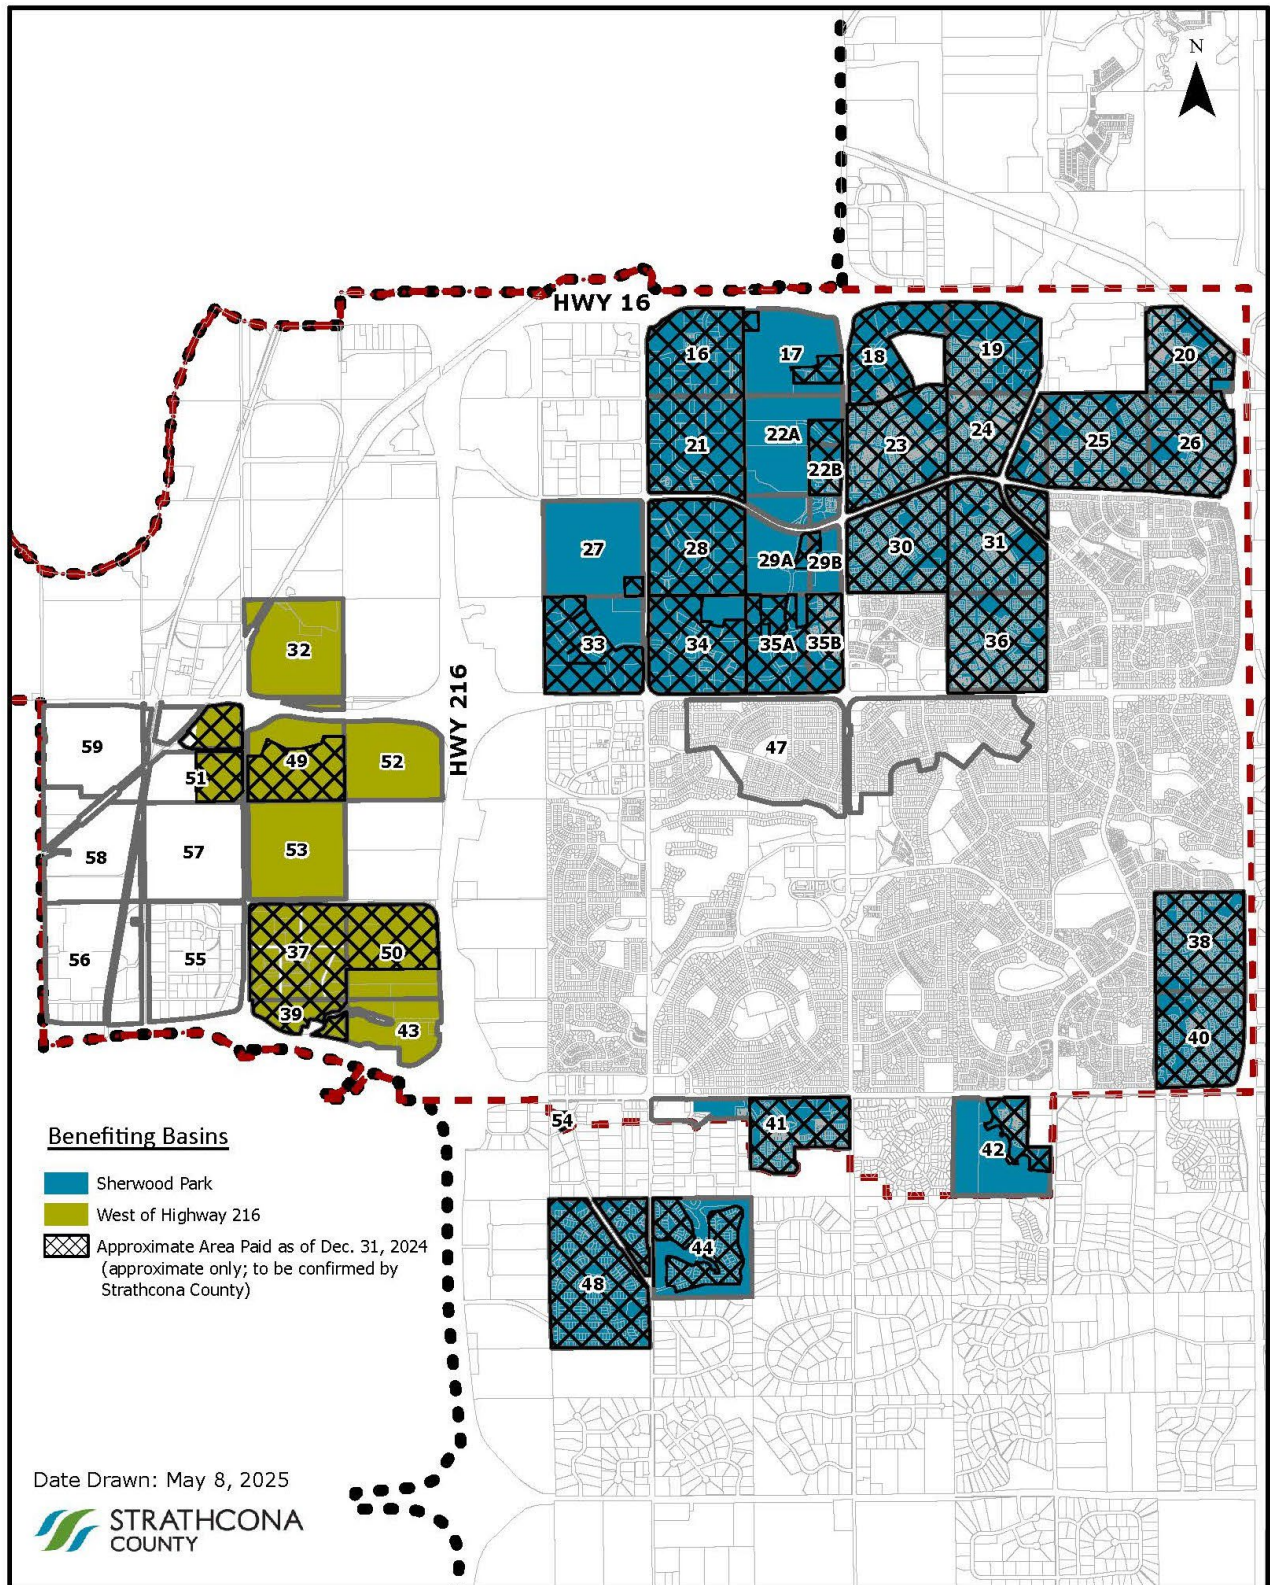 N
HWY 16
16
17
18
19
20
21
22A
22B
23
24
25
26
27
28
29A
29B
30
31
32
33
34
35A
35B
36
HWY 216
59
51
49
52
47
58
57
53
56
55
37
50
38
39
43
40
54
41
42
44
48
Benefiting Basins
Sherwood Park
West of Highway 216
Approximate Area Paid as of Dec. 31, 2024
(approximate only; to be confirmed by
Strathcona County)
Date Drawn: May 8, 2025
STRATHCONA
COUNTY